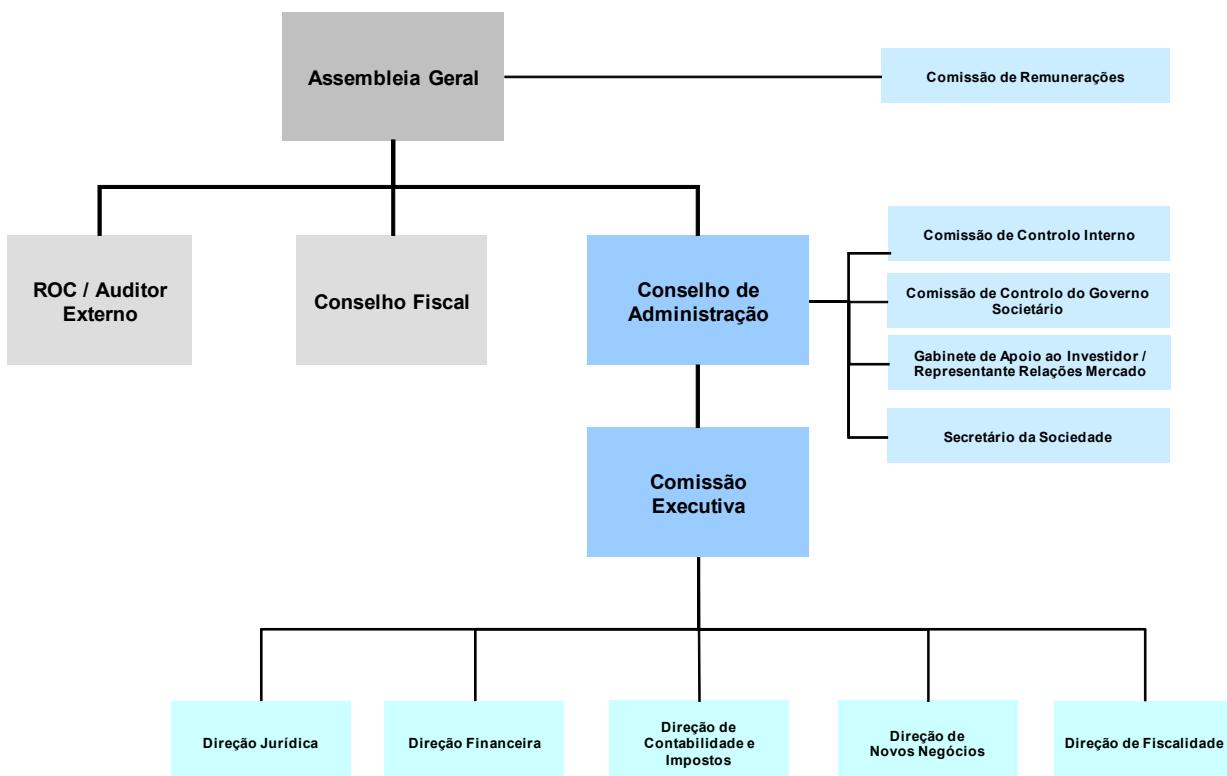 Assembleia Geral
Comissão de Remunerações
ROC / Auditor
Externo
Conselho Fiscal
Conselho de
Administração
Comissão de Controlo Interno
Comissão de Controlo do Governo
Societário
Gabinete de Apoio ao Investidor /
Representante Relações Mercado
Secretário da Sociedade
Comissão
Executiva
Direção Jurídica
Direção Financeira
Direção de
Contabilidade e
Impostos
Direção de
Novos Negócios
Direção de Fiscalidade